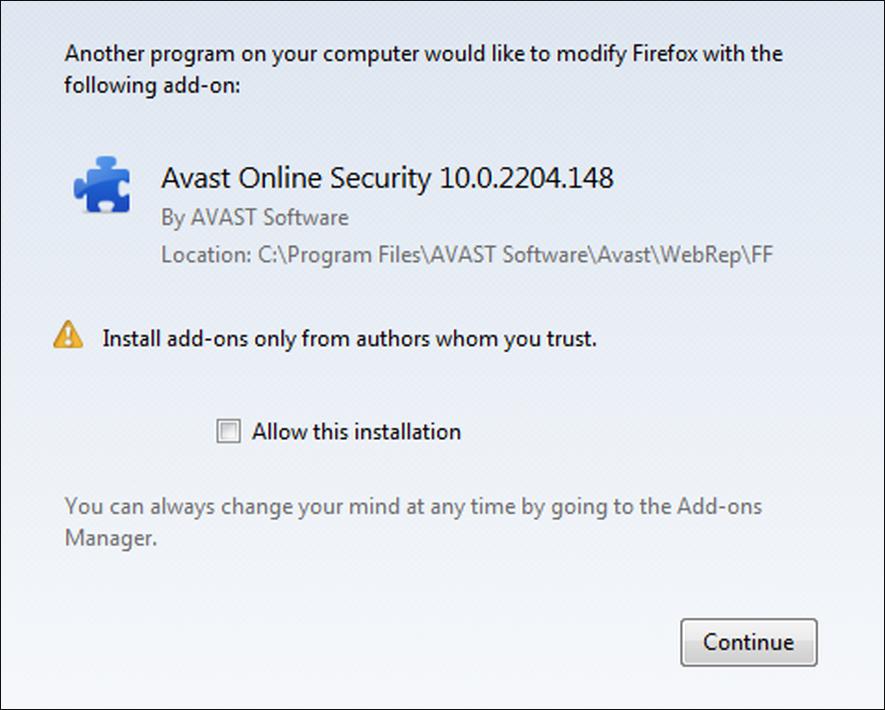 Another program on your computer would like to modify Firefox with the
following add-on:
Avast Online Security 10.0.2204.148
By AVAST Software
Location: C:\Program Files\AVAST Software\Avast\WebRep\FF
Install add-ons only from authors whom you trust.
Allow this installation
You can always change your mind at any time by going to the Add-ons
Manager.
Continue